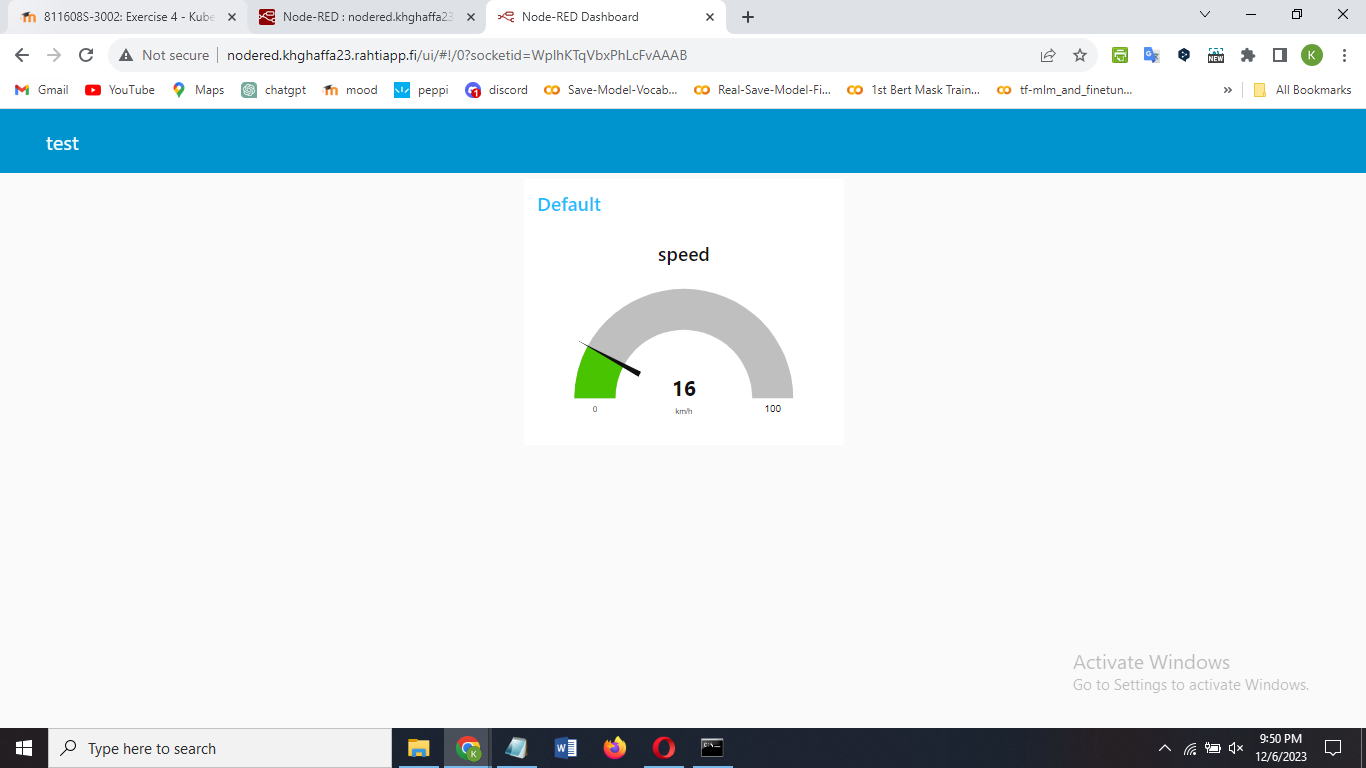 811608S-3002: Exercise 4 - Kube
Node-RED : nodered.khghaffa23
Node-RED Dashboard
Not secure
nodered.khghaffa23.rahtiapp.fi/ui/#!/0?socketid=WplhKTqVbxPhLcFvAAAB
NEW
K
Gmail
YouTube
Maps
chatgpt
mood
peppi
discord
Save-Model-Vocab...
Real-Save-Model-Fi...
1st Bert Mask Train...
tf-mlm_and_finetun...
»
All Bookmarks
test
Default
speed
16
km/h
0
100
Activate Windows
Go to Settings to activate Windows.
Type here to search
9:50 PM
12/6/2023